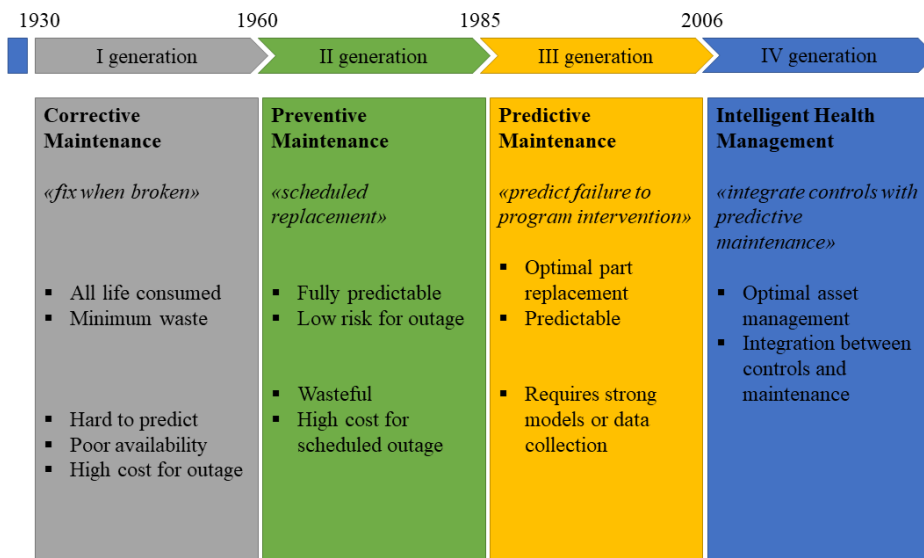 1930
1960
1985
2006
I generation
II generation
III generation
IV generation
Corrective
Maintenance
«fix when broken»
▪ All life consumed
▪ Minimum waste
▪ Hard to predict
▪ Poor availability
▪ High cost for outage
Preventive
Maintenance
«scheduled
replacement»
▪ Fully predictable
▪ Low risk for outage
▪ Wasteful
▪ High cost for
scheduled outage
Predictive
Maintenance
«predict failure to
program intervention»
▪ Optimal part
replacement
▪ Predictable
▪ Requires strong
models or data
collection
Intelligent Health
Management
«integrate controls with
predictive
maintenance»
▪ Optimal asset
management
▪ Integration between
controls and
maintenance